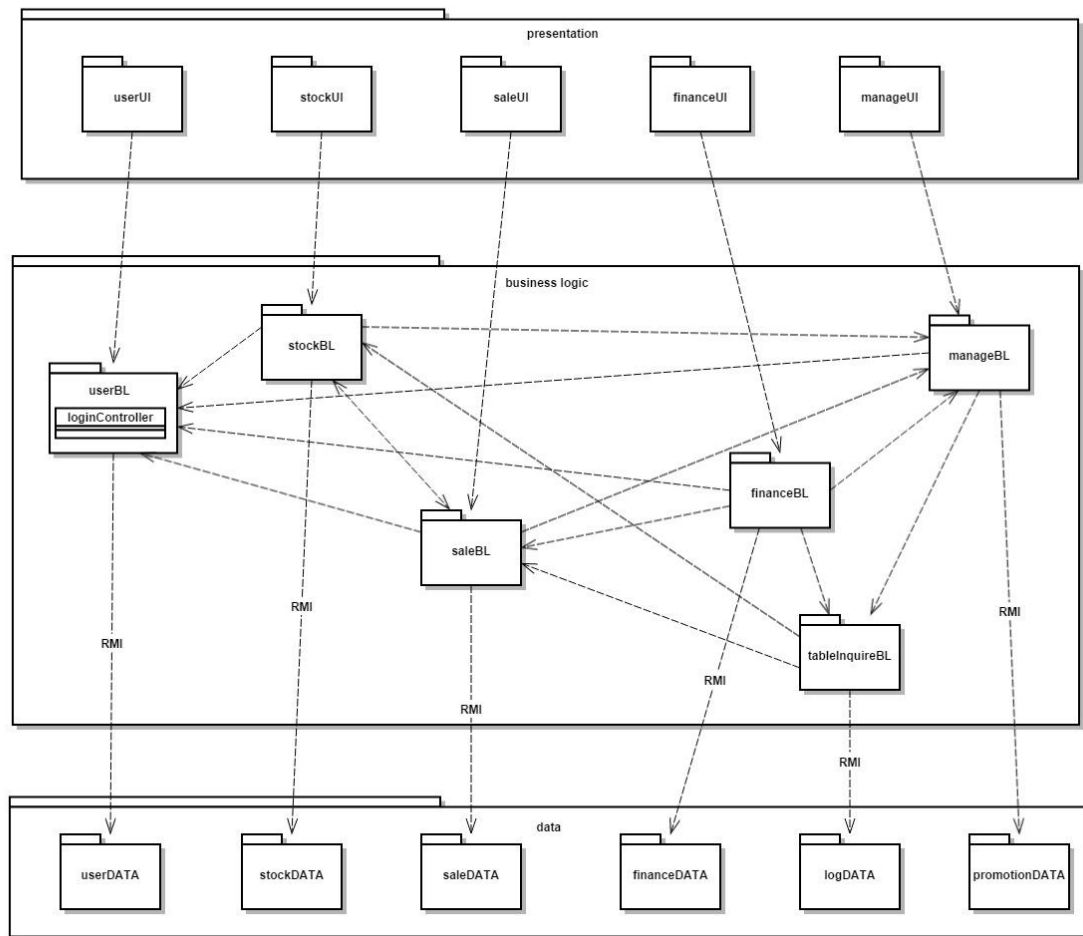 presentation
userUI
stockUI
saleUI
financeUI
manageUI
business logic
stockBL
manageBL
userBL
loginController
financeBL
saleBL
RMI
tableInquireBL
RMI
RMI
RMI
RMI
RMI
data
userDATA
stockDATA
saleDATA
financeDATA
logDATA
promotionDATA